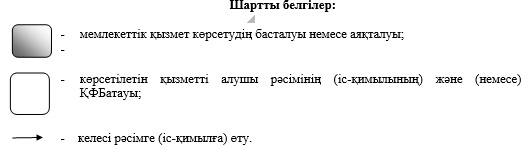 Шартты белгілер:
- мемлекеттік қызмет көрсетудің басталуы немесе аяқталуы;
-
- көрсетілетін қызметті алушы рәсімінің (іс-қимылының) және (немесе)
ҚФБатауы;
- келесі рәсімге (іс-қимылға) өту.